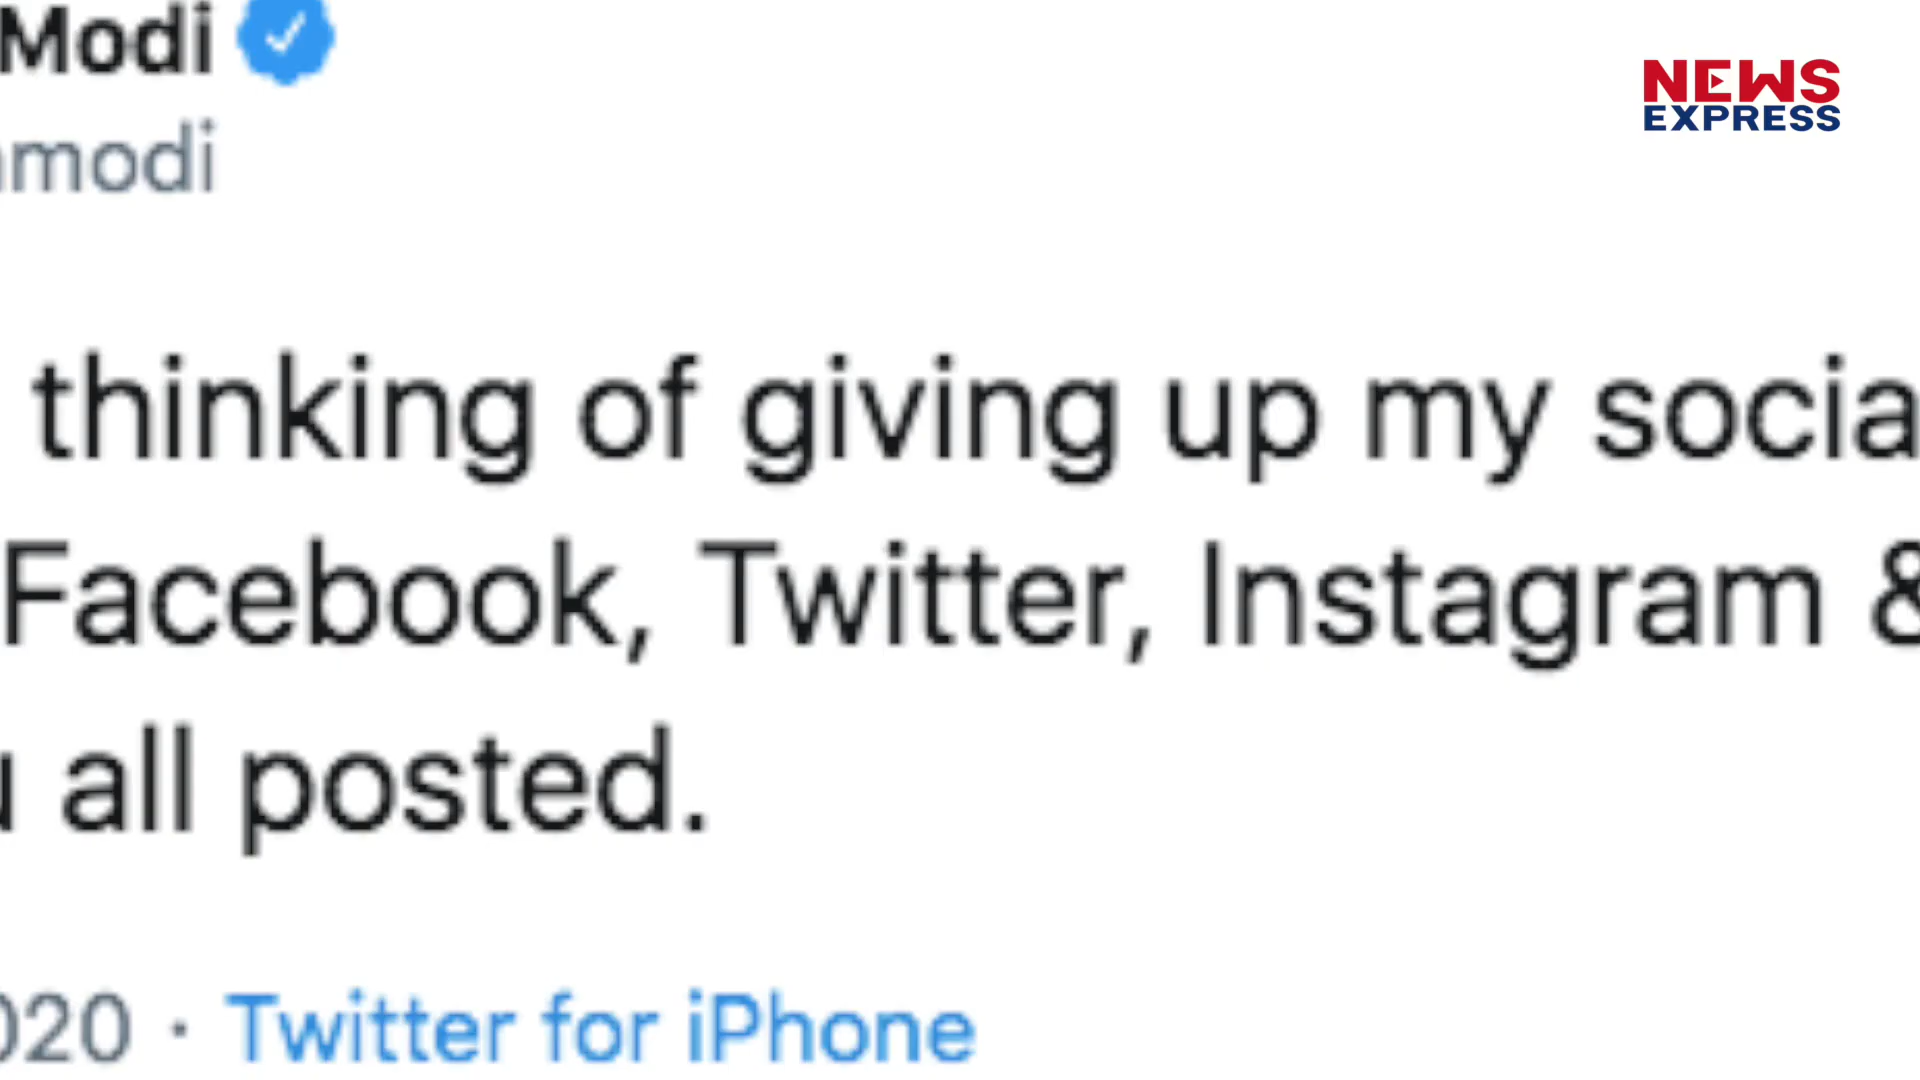 Modi
NEWS
EXPRESS
modi
thinking of giving up my socia
Facebook, Twitter, Instagram &
all posted.
020 · Twitter for iPhone